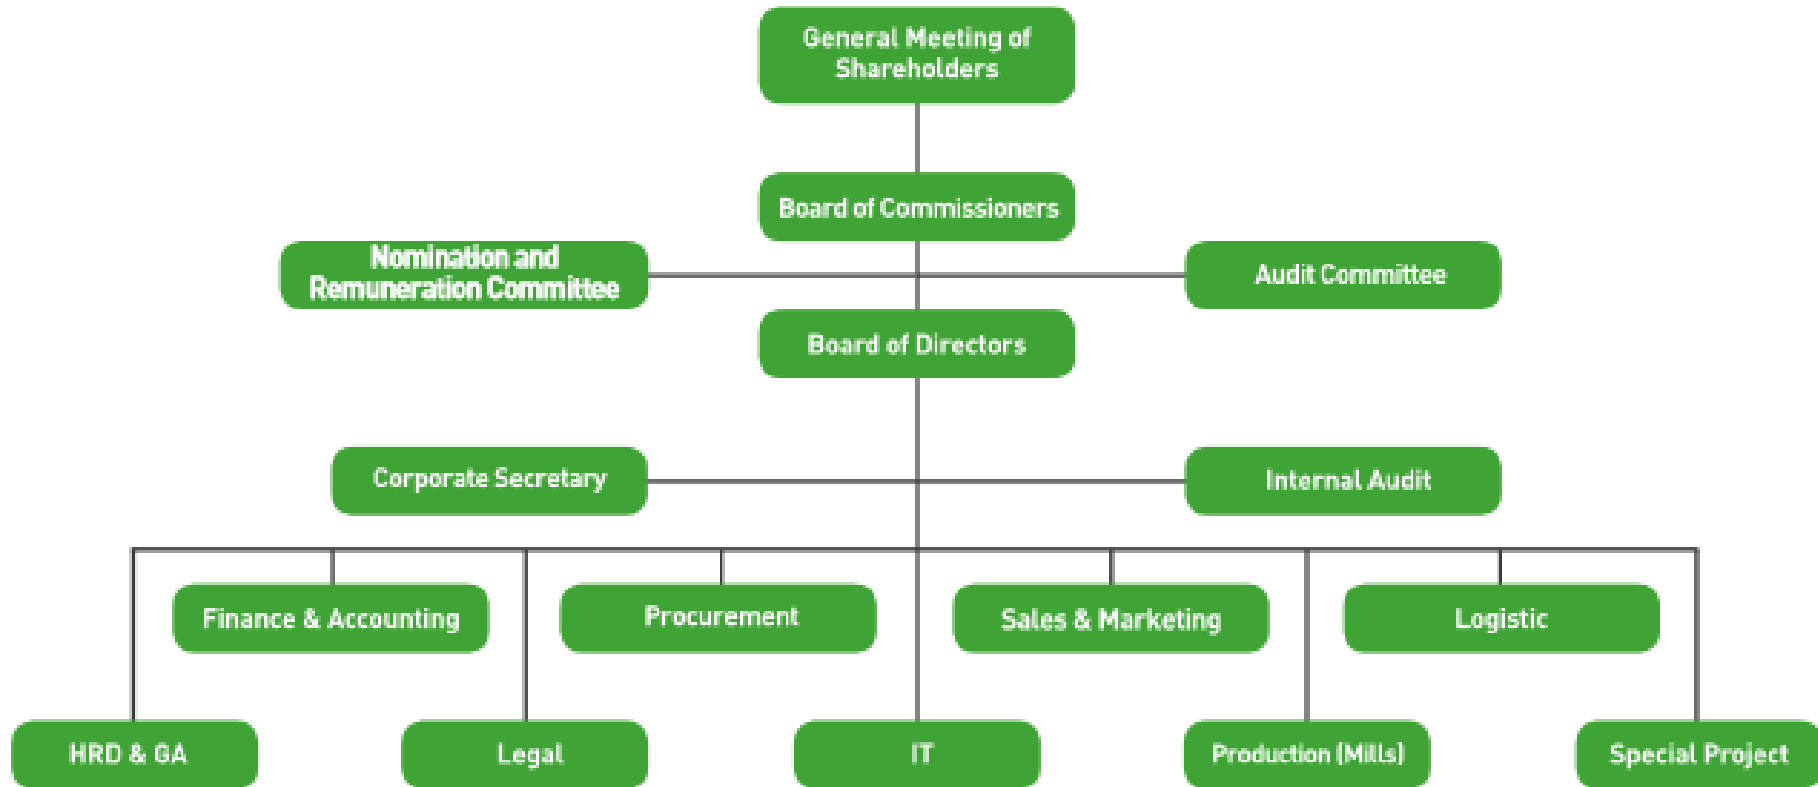 General Meeting of
Shareholders
Board of Commissioners
Nomination and
Remuneration Committee
Audit Committee
Board of Directors
Corporate Secretary
Internal Audit
Finance & Accounting
Procurement
Sales & Marketing
Logistic
HRD & GA
Legal
IT
Production (Mills)
Special Project